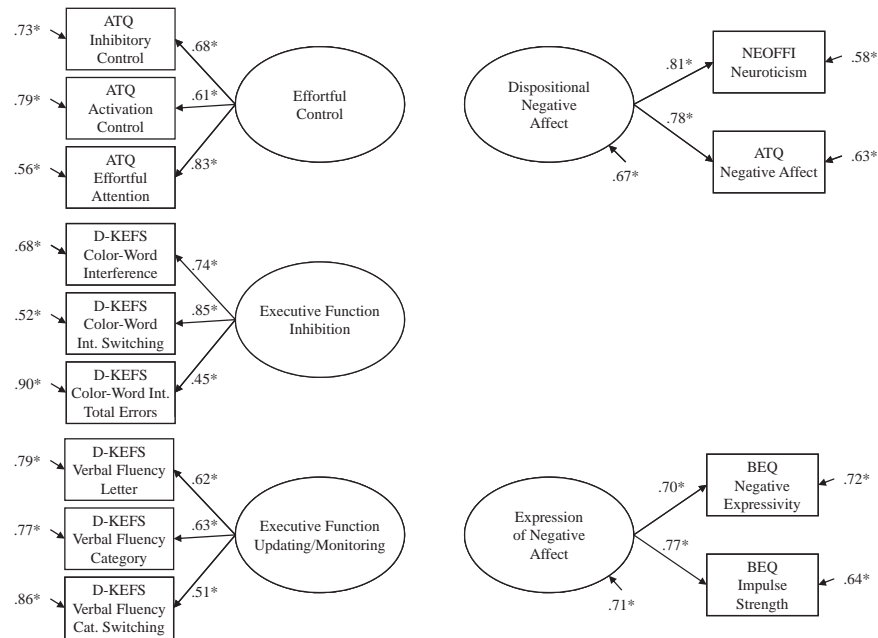 .73*
ATQ
Inhibitory
Control
.68*
.79*
ATQ
Activation
Control
.61*
.56*
ATQ
Effortful
Attention
.83*
Effortful
Control
Dispositional
Negative
Affect
.67*
.81*
NEOFFI
Neuroticism
.58*
.78*
ATQ
Negative Affect
.63*
.68*
D-KEFS
Color-Word
Interference
.74*
.52*
D-KEFS
Color-Word
Int. Switching
.85*
.90*
D-KEFS
Color-Word Int.
Total Errors
.45*
Executive Function
Inhibition
.79*
D-KEFS
Verbal Fluency
Letter
.62*
.77*
D-KEFS
Verbal Fluency
Category
.63*
.86*
D-KEFS
Verbal Fluency
Cat. Switching
.51*
Executive Function
Updating/Monitoring
Expression
of Negative
Affect
.71*
.70*
BEQ
Negative
Expressivity
.72*
.77*
BEQ
Impulse
Strength
.64*